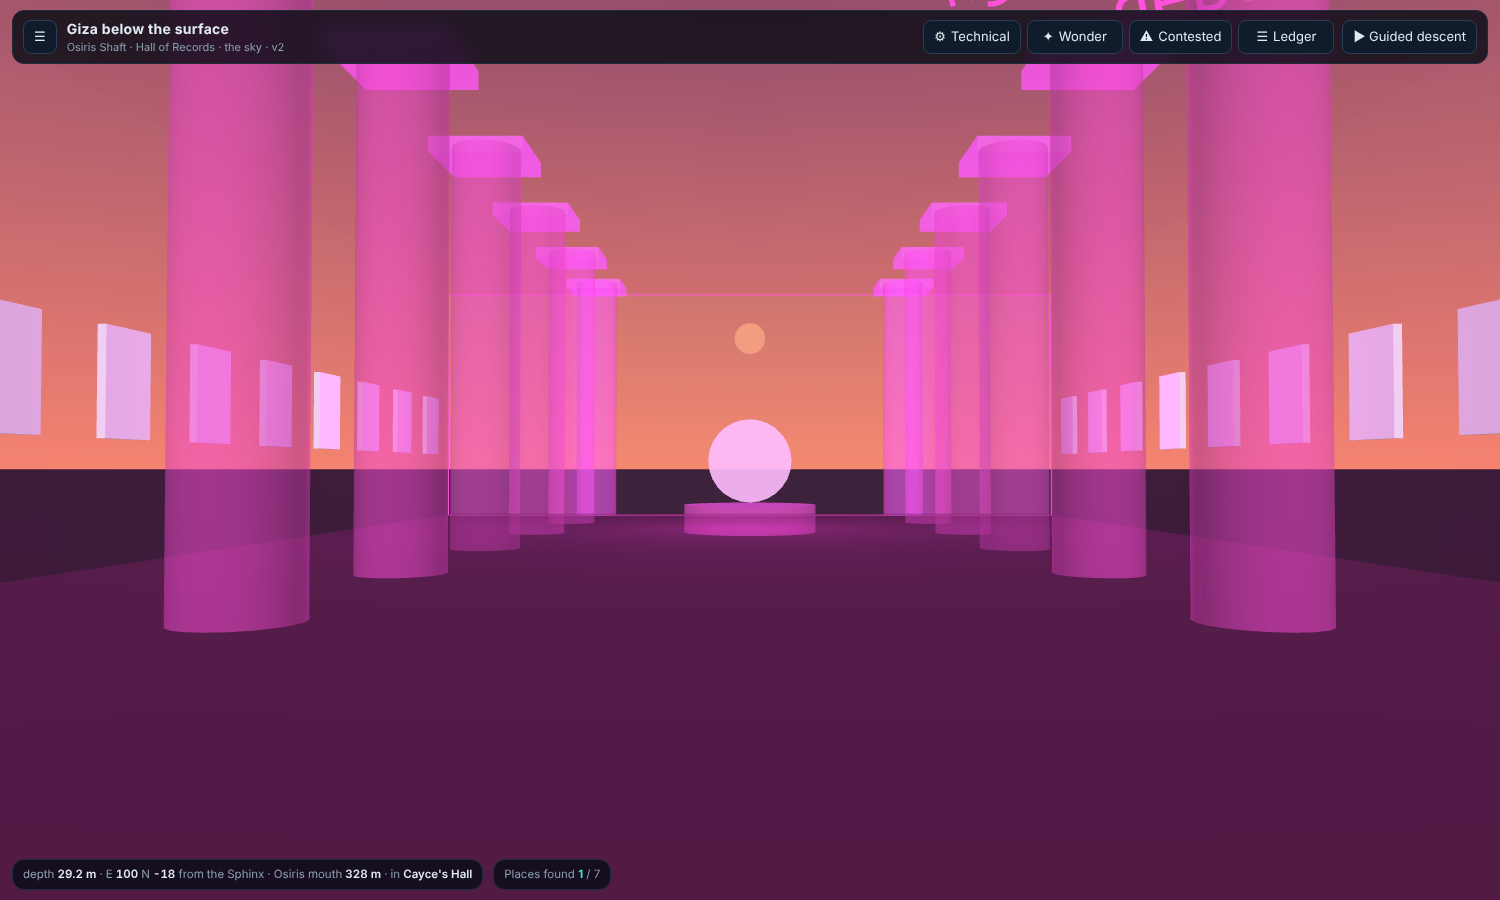 Giza below the surface
Osiris Shaft · Hall of Records · the sky · v2
Technical
Wonder
Contested
Ledger
Guided descent
depth 29.2 m · E 100 N -18 from the Sphinx · Osiris mouth 328 m · in Cayce's Hall
Places found 1 / 7